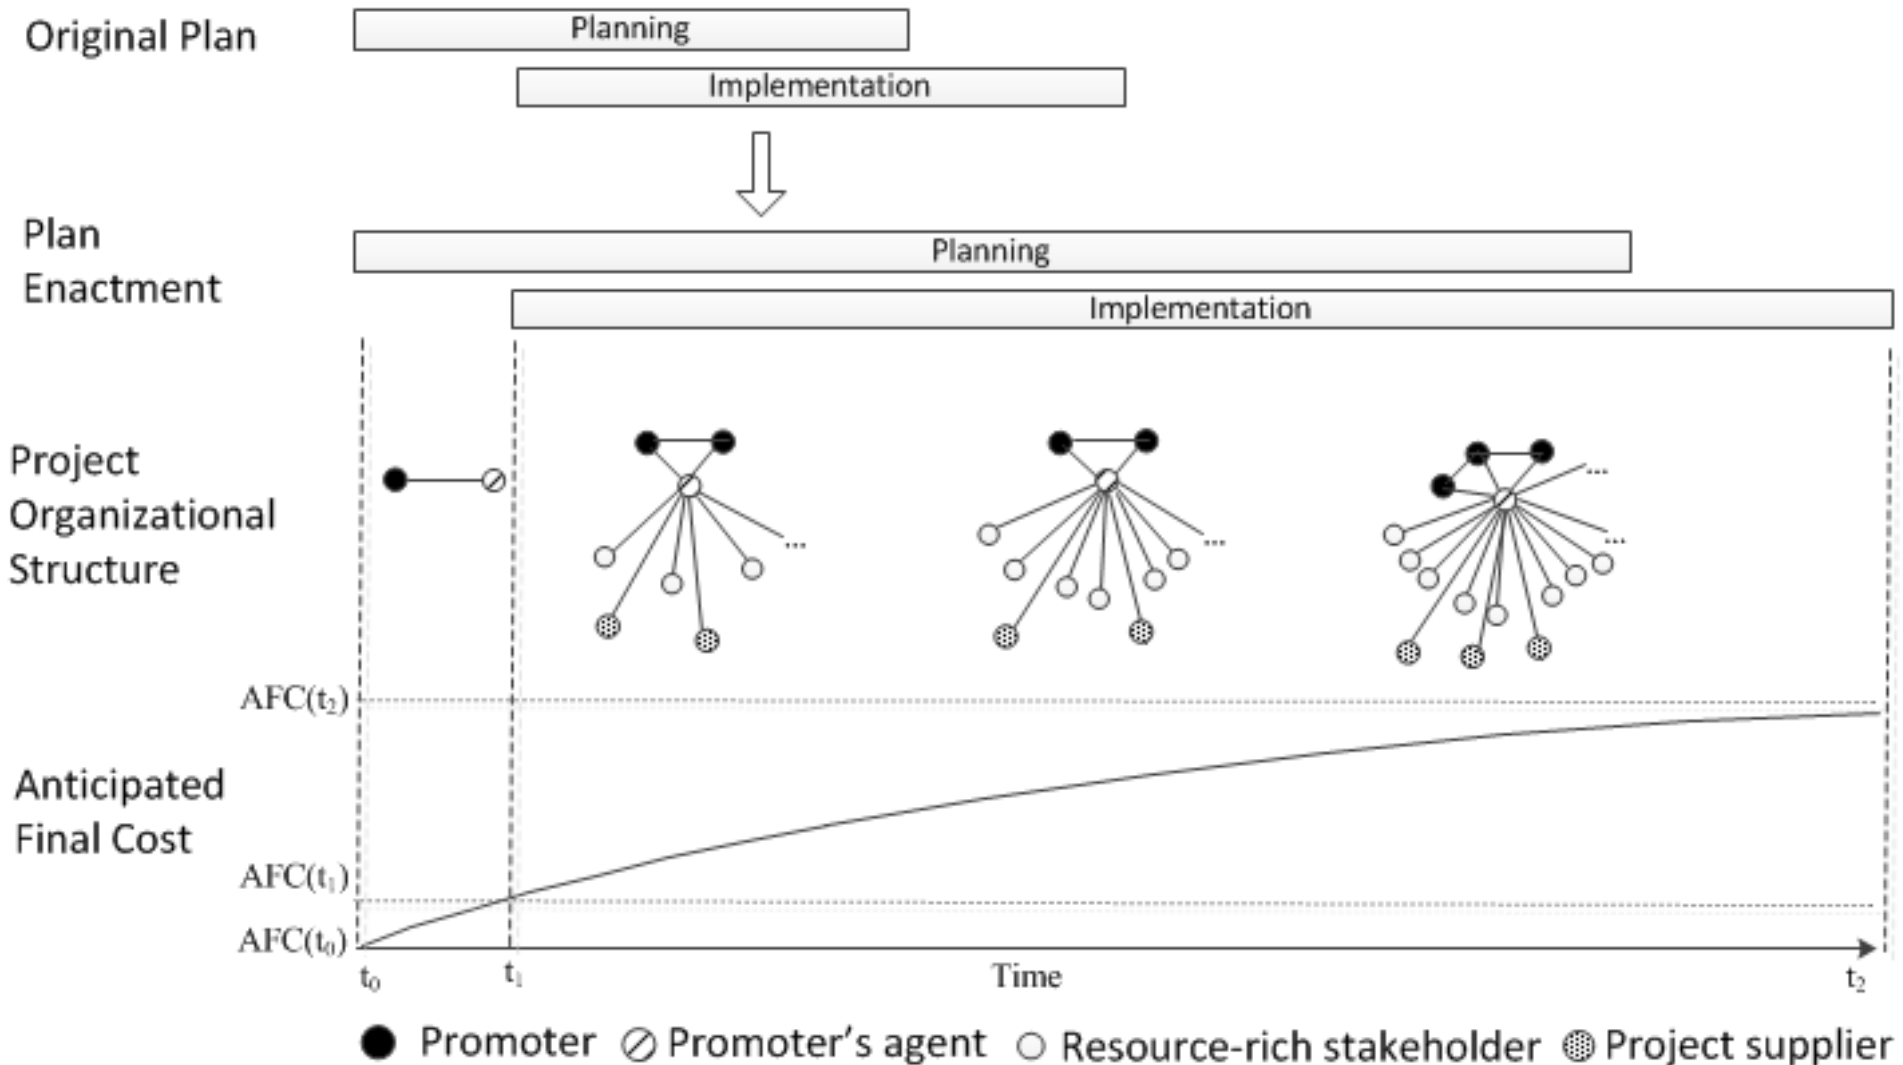 Original Plan
Planning
Implementation
Plan
Enactment
Planning
Implementation
Project
Organizational
Structure
...
...
...
...
AFC(t₂)
Anticipated
Final Cost
AFC(t₁)
AFC(t₀)
t₀
t₁
Time
t₂
Promoter
Promoter's agent
Resource-rich stakeholder
Project supplier